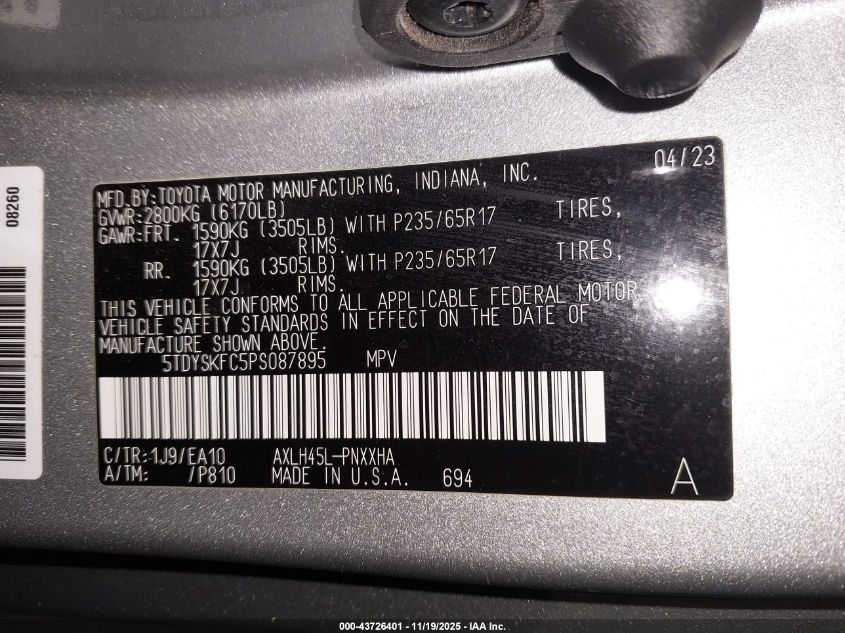 08260
04/23
MFD.BY:TOYOTA MOTOR MANUFACTURING, INDIANA, INC.
GVWR:2800KG (6170LB)
GAWR:FRT. 1590KG (3505LB) WITH P235/65R17 TIRES,
17X7J RIMS.
RR. 1590KG (3505LB) WITH P235/65R17 TIRES,
17X7J RIMS.
THIS VEHICLE CONFORMS TO ALL APPLICABLE FEDERAL MOTOR
VEHICLE SAFETY STANDARDS IN EFFECT ON THE DATE OF
MANUFACTURE SHOWN ABOVE.
5TDYSKFC5PS087895 MPV
C/TR:1J9/EA10 AXLH45L-PNXXHA
A/TM: /P810 MADE IN U.S.A. 694
A
000-43726401 - 11/19/2025 - IAA Inc.